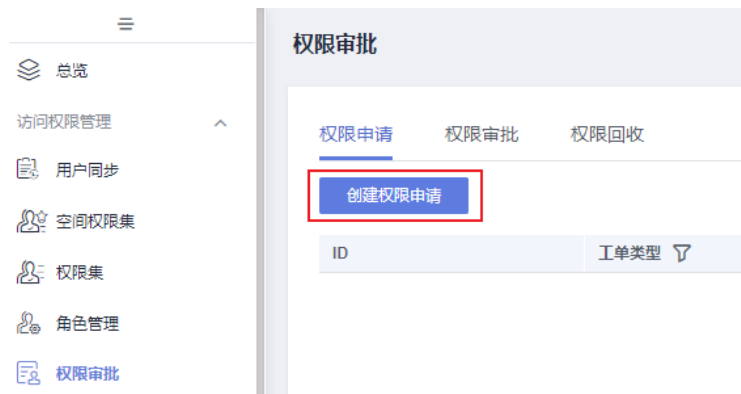 总览
访问权限管理
用户同步
空间权限集
权限集
角色管理
权限审批
权限审批
权限申请 权限审批 权限回收
创建权限申请
ID 工单类型